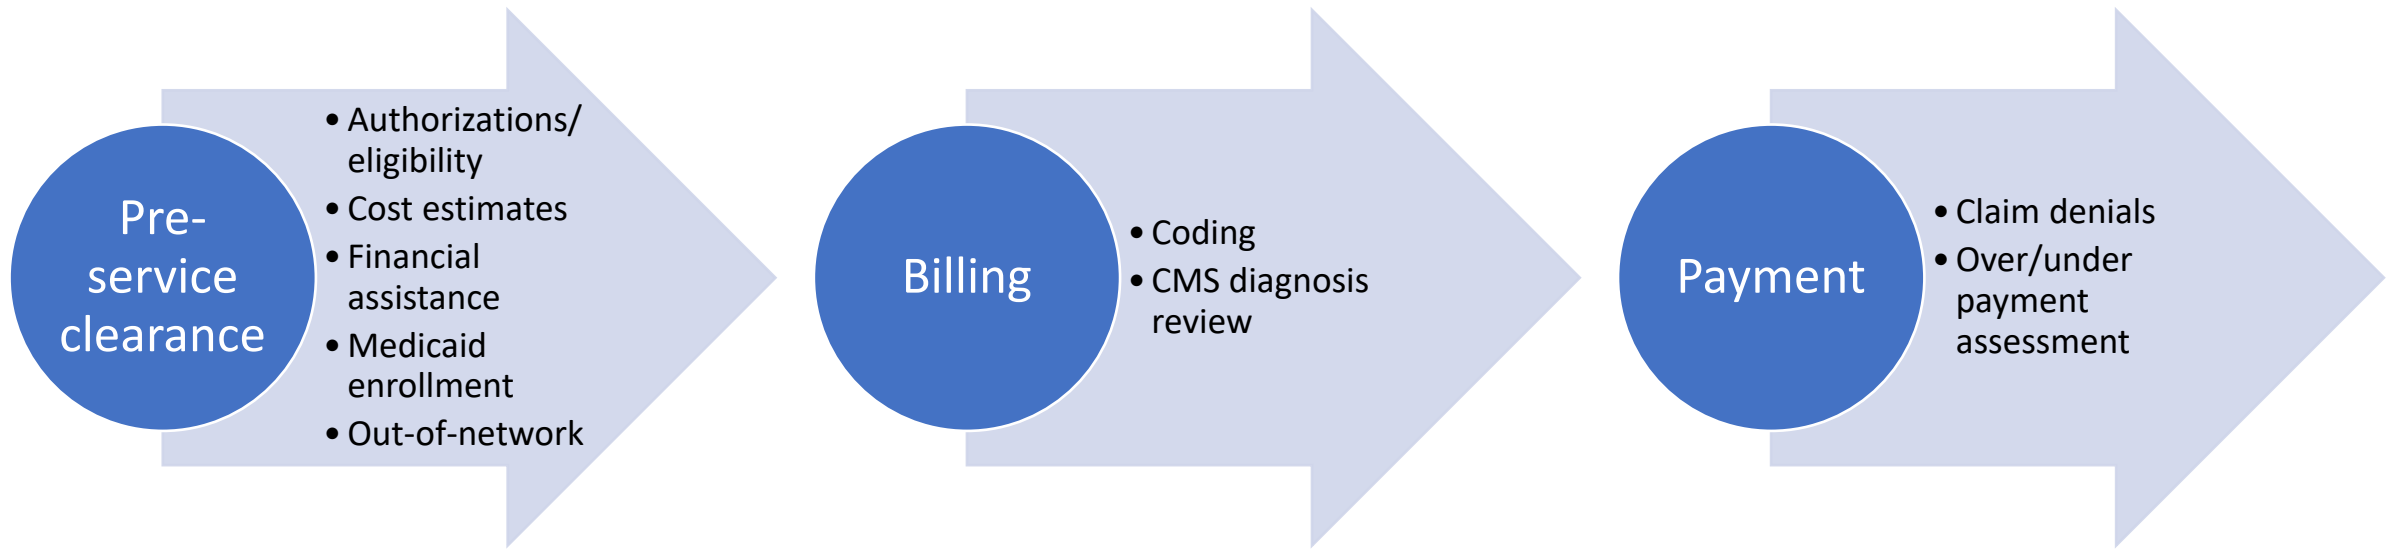 Pre-
service
clearance
• Authorizations/
eligibility
• Cost estimates
• Financial
assistance
• Medicaid
enrollment
• Out-of-network
Billing
• Coding
• CMS diagnosis
review
Payment
• Claim denials
• Over/under
payment
assessment